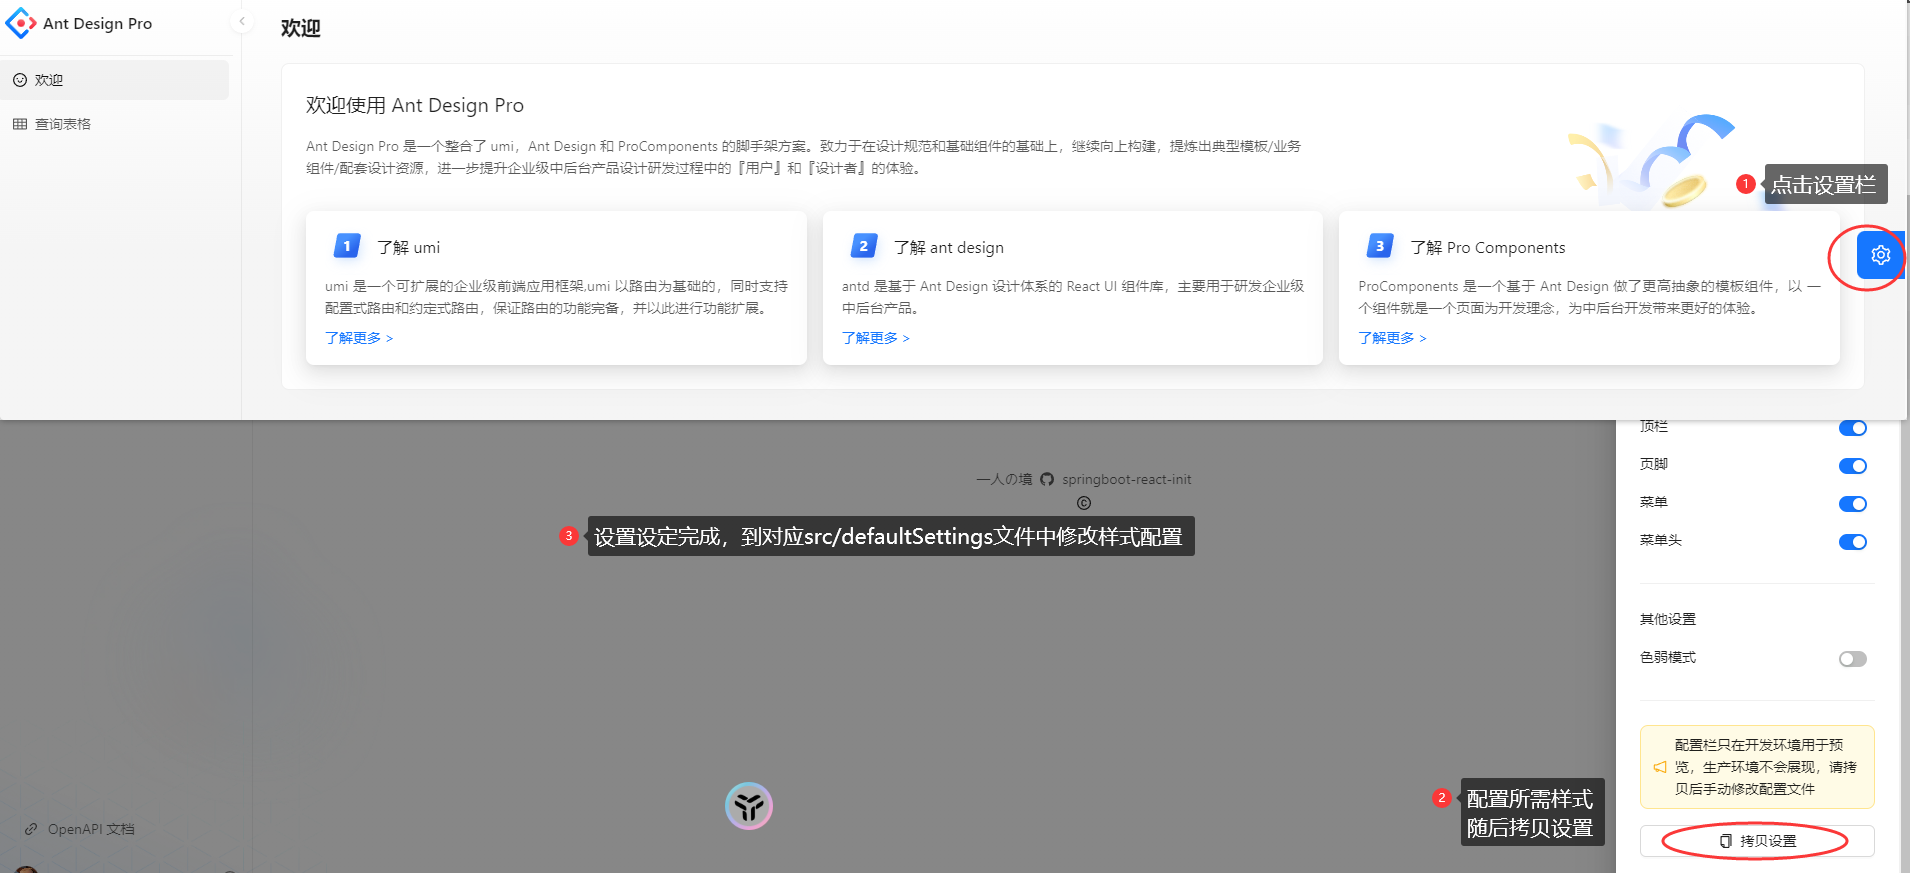 Ant Design Pro
欢迎
查询表格
欢迎
欢迎使用 Ant Design Pro
Ant Design Pro 是一个整合了 umi，Ant Design 和 ProComponents 的脚手架方案。致力于在设计规范和基础组件的基础上，继续向上构建，提炼出典型模板/业务
组件/配套设计资源，进一步提升企业级中后台产品设计研发过程中的『用户』和『设计者』的体验。
1 点击设置栏
1 了解 umi
umi 是一个可扩展的企业级前端应用框架,umi 以路由为基础的，同时支持
配置式路由和约定式路由，保证路由的功能完备，并以此进行功能扩展。
了解更多 >
2 了解 ant design
antd 是基于 Ant Design 设计体系的 React UI 组件库，主要用于研发企业级
中后台产品。
了解更多 >
3 了解 Pro Components
ProComponents 是一个基于 Ant Design 做了更高抽象的模板组件，以 一
个组件就是一个页面为开发理念，为中后台开发带来更好的体验。
了解更多 >
顶栏
页脚
菜单
菜单头
一人の境 springboot-react-init
©
3 设置设定完成，到对应src/defaultSettings文件中修改样式配置
其他设置
色弱模式
配置栏只在开发环境用于预
览，生产环境不会展现，请拷
贝后手动修改配置文件
2 配置所需样式
随后拷贝设置
拷贝设置
OpenAPI 文档